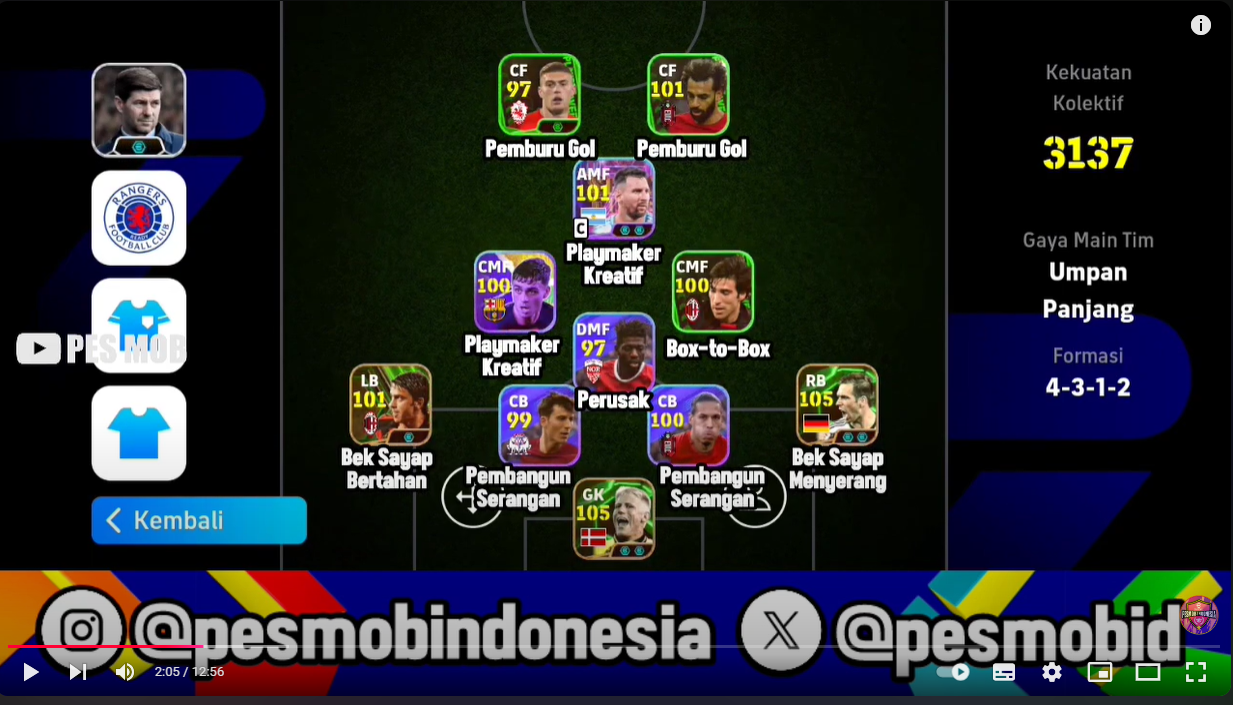 CF
97
CF
101
Pemburu Gol
Pemburu Gol
Kekuatan
Kolektif
3137
AMF
101
C
Playmaker
Kreatif
RANGERS
READY
FOOTBALL CLUB
CMF
100
CMF
100
Playmaker
Kreatif
Box-to-Box
DMF
97
Perusak
Gaya Main Tim
Umpan
Panjang
Formasi
4-3-1-2
PES MOB
LB
101
CB
99
CB
100
RB
105
Bek Sayap
Bertahan
Pembangun
Serangan
Pembangun
Serangan
Bek Sayap
Menyerang
GK
105
Kembali
@pesmobindonesia
@pesmobid
2:05 / 12:56